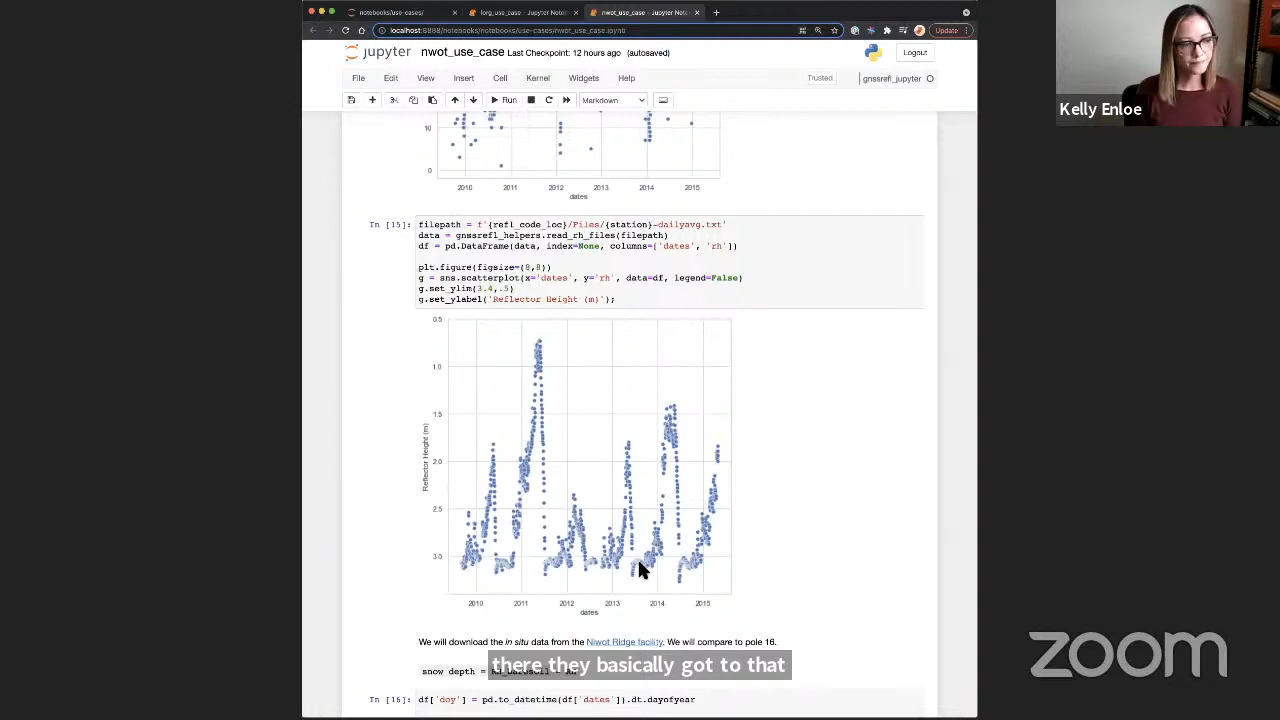 notebooks/use-cases/
lorg_use_case - Jupyter Note
nwot_use_case - Jupyter Note
localhost:8888/notebooks/notebooks/use-cases/nwot_use_case.ipynb
Update
Kelly Enloe
jupyter
nwot_use_case Last Checkpoint: 12 hours ago (autosaved)
Logout
File Edit View Insert Cell Kernel Widgets Help
Trusted
gnssrefl_jupyter
Run
Markdown
10
0
2010 2011 2012 2013 2014 2015
dates
In [15]:
filepath = f'{refl_code_loc}/Files/{station}-dailyavg.txt'
data = gnssrefl_helpers.read_rh_files(filepath)
df = pd.DataFrame(data, index=None, columns=['dates', 'rh'])
plt.figure(figsize=(8,8))
g = sns.scatterplot(x='dates', y='rh', data=df, legend=False)
g.set_ylim(3.4,.5)
g.set_ylabel('Reflector Height (m)');
0.5
1.0
1.5
2.0
2.5
3.0
Reflector Height (m)
2010 2011 2012 2013 2014 2015
dates
We will download the in situ data from the Niwot Ridge facility. We will compare to pole 16.
there they basically got to that
snow depth =
In [16]:
df['doy'] = pd.to_datetime(df['dates']).dt.dayofyear
zoom